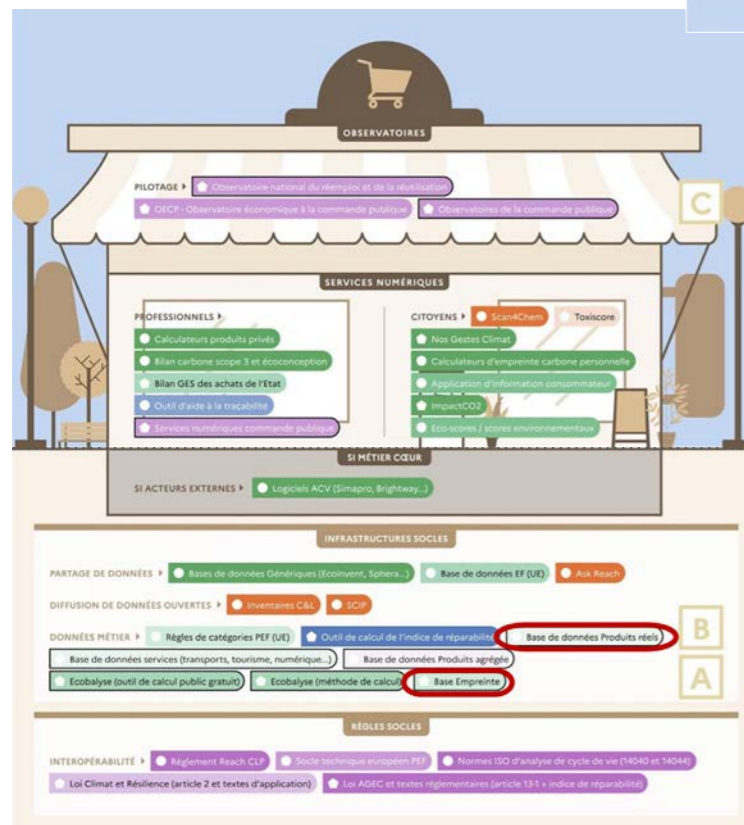 OBSERVATOIRES
PILOTAGE Observatoire national du réemploi et de la réutilisation
OECP - Observatoire économique à la commande publique Observatoires de la commande publique
C
SERVICES NUMÉRIQUES
PROFESSIONNELS
Calculateurs produits privés
Bilan carbone scope 3 et écoconception
Bilan GES des achats de l'Etat
Outil d'aide à la traçabilité
Services numériques commande publique
CITOYENS Scan4Chem Toxiscore
Nos Gestes Climat
Calculateurs d'empreinte carbone personnelle
Application d'information consommateur
ImpactCO2
Eco-scores / scores environnementaux
SI MÉTIER CŒUR
SI ACTEURS EXTERNES Logiciels ACV (Simapro, Brightway...)
INFRASTRUCTURES SOCLES
PARTAGE DE DONNÉES Bases de données Génériques (Ecoinvent, Sphera...) Base de données EF (UE) Ask Reach
DIFFUSION DE DONNÉES OUVERTES Inventaires C&L SCIP
DONNÉES MÉTIER Règles de catégories PEF (UE) Outil de calcul de l'indice de réparabilité Base de données Produits réels
B
Base de données services (transports, tourisme, numérique...) Base de données Produits agrégée
Ecobalyse (outil de calcul public gratuit) Ecobalyse (méthode de calcul) Base Empreinte
A
RÈGLES SOCLES
INTEROPÉRABILITÉ Règlement Reach CLP Socle technique européen PEF Normes ISO d'analyse de cycle de vie (14040 et 14044)
Loi Climat et Résilience (article 2 et textes d'application) Loi AGEC et textes réglementaires (article 13-1 + indice de réparabilité)